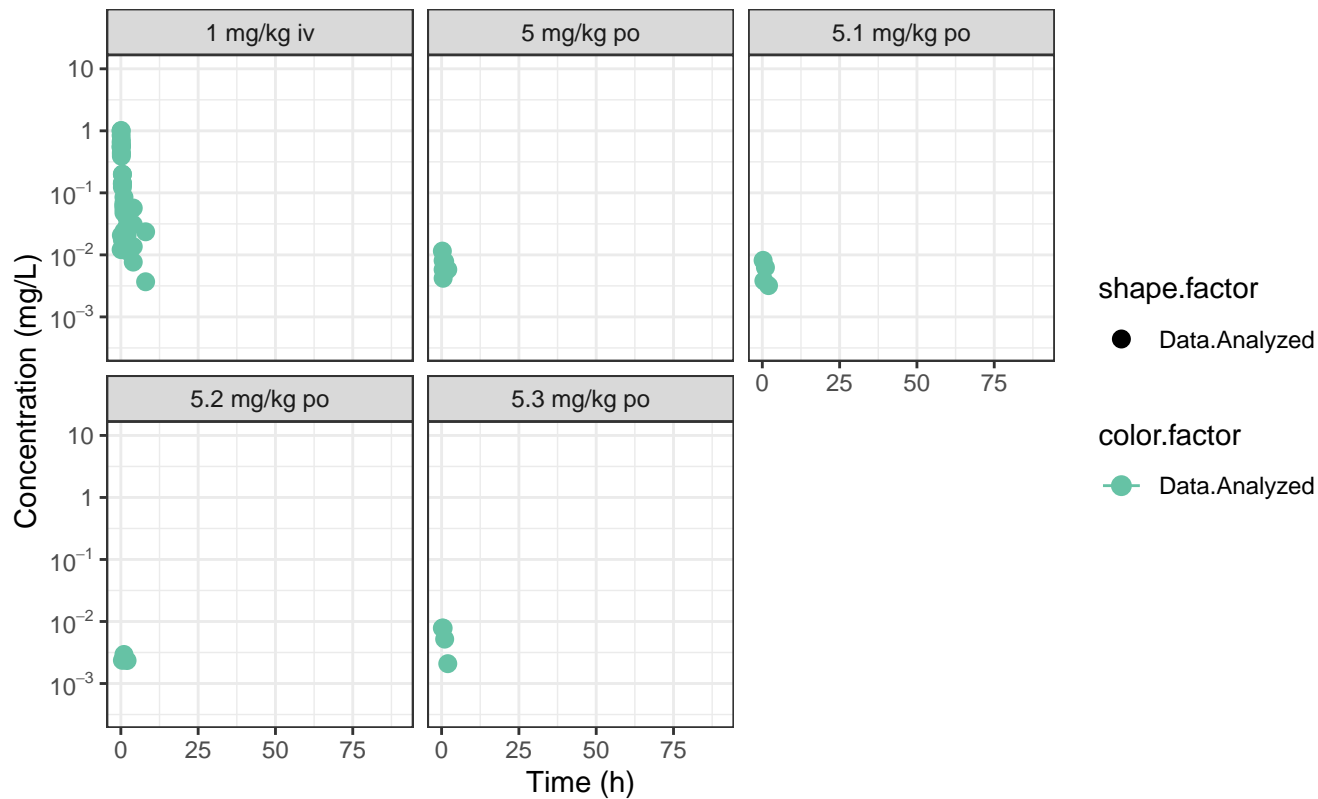 1 mg/kg iv
5 mg/kg po
5.1 mg/kg po
10
1
10⁻¹
10⁻²
10⁻³
0 25 50 75
5.2 mg/kg po
5.3 mg/kg po
10
1
10⁻¹
10⁻²
10⁻³
0 25 50 75
0 25 50 75
Time (h)
Concentration (mg/L)
shape.factor
Data.Analyzed
color.factor
Data.Analyzed